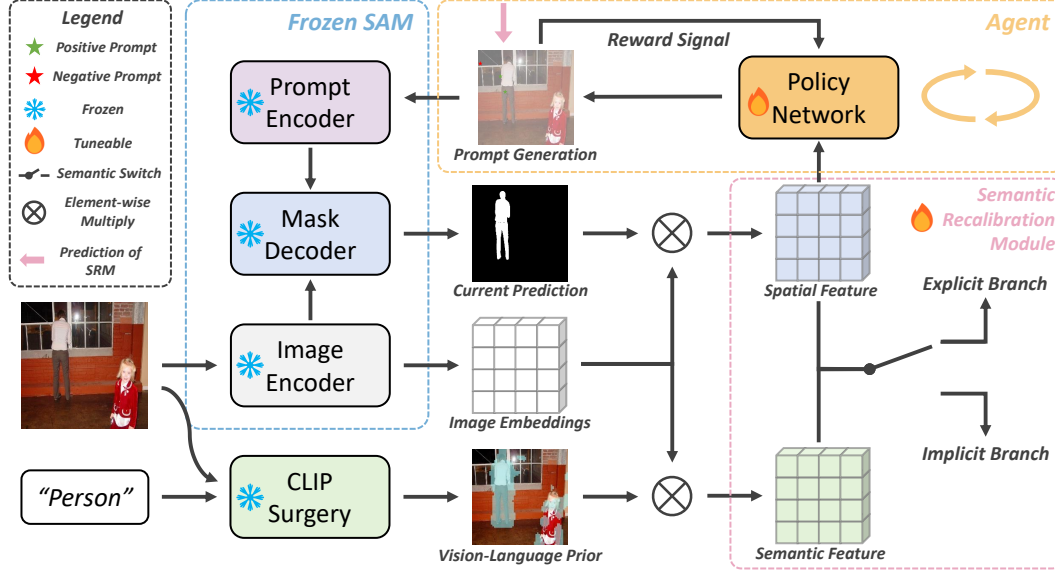 Legend
Positive Prompt
Negative Prompt
Frozen
Tuneable
Semantic Switch
Element-wise
Multiply
Prediction of
SRM
Frozen SAM
Prompt
Encoder
Mask
Decoder
Image
Encoder
CLIP
Surgery
“Person”
Agent
Reward Signal
Policy
Network
Prompt Generation
Current Prediction
Image Embeddings
Vision-Language Prior
Semantic
Recalibration
Module
Spatial Feature
Explicit Branch
Implicit Branch
Semantic Feature